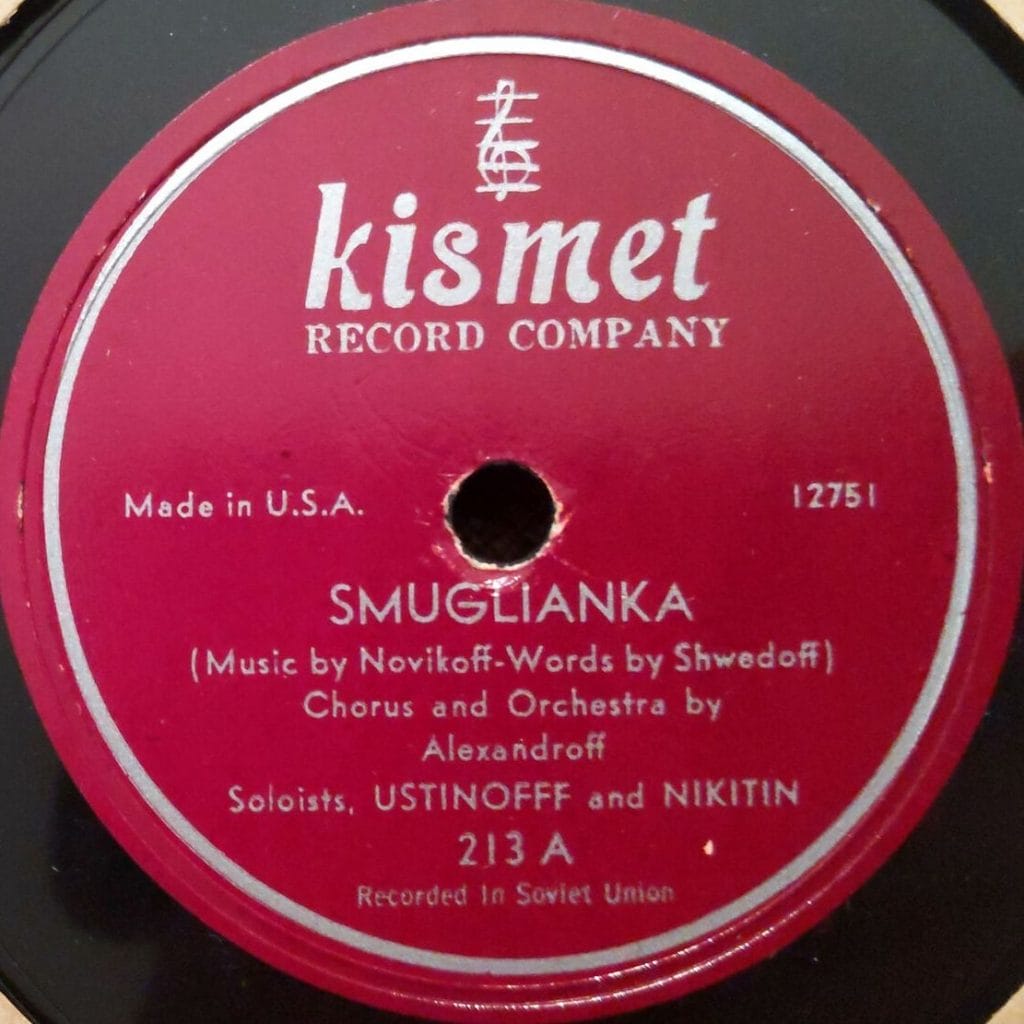 kismet
RECORD COMPANY
Made in U.S.A.
12751
SMUGLIANKA
(Music by Novikoff-Words by Shwedoff)
Chorus and Orchestra by
Alexandroff
Soloists, USTINOFFF and NIKITIN
213 A
Recorded In Soviet Union